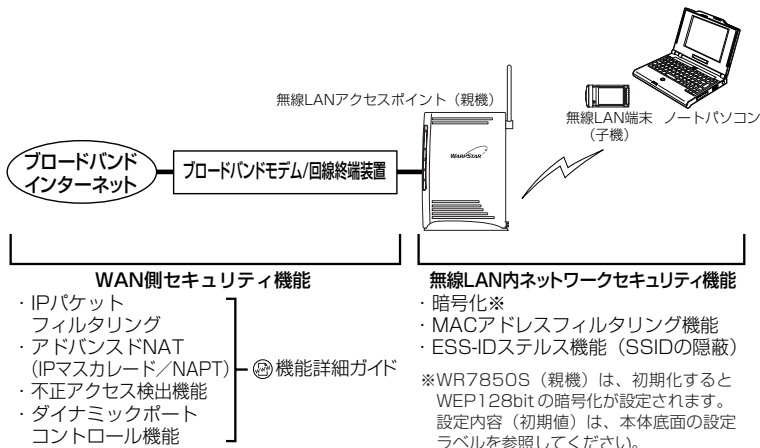 無線LANアクセスポイント（親機）
無線LAN端末
（子機）
ノートパソコン
ブロードバンド
インターネット
ブロードバンドモデム/回線終端装置
WARPSTAR
WAN側セキュリティ機能
・IPパケット
フィルタリング
・アドバンスドNAT
（IPマスカレード／NAPT）
・不正アクセス検出機能
・ダイナミックポート
コントロール機能
機能詳細ガイド
無線LAN内ネットワークセキュリティ機能
・暗号化※
・MACアドレスフィルタリング機能
・ESS-IDステルス機能（SSIDの隠蔽）
※WR7850S（親機）は、初期化すると
WEP128bitの暗号化が設定されます。
設定内容（初期値）は、本体底面の設定
ラベルを参照してください。